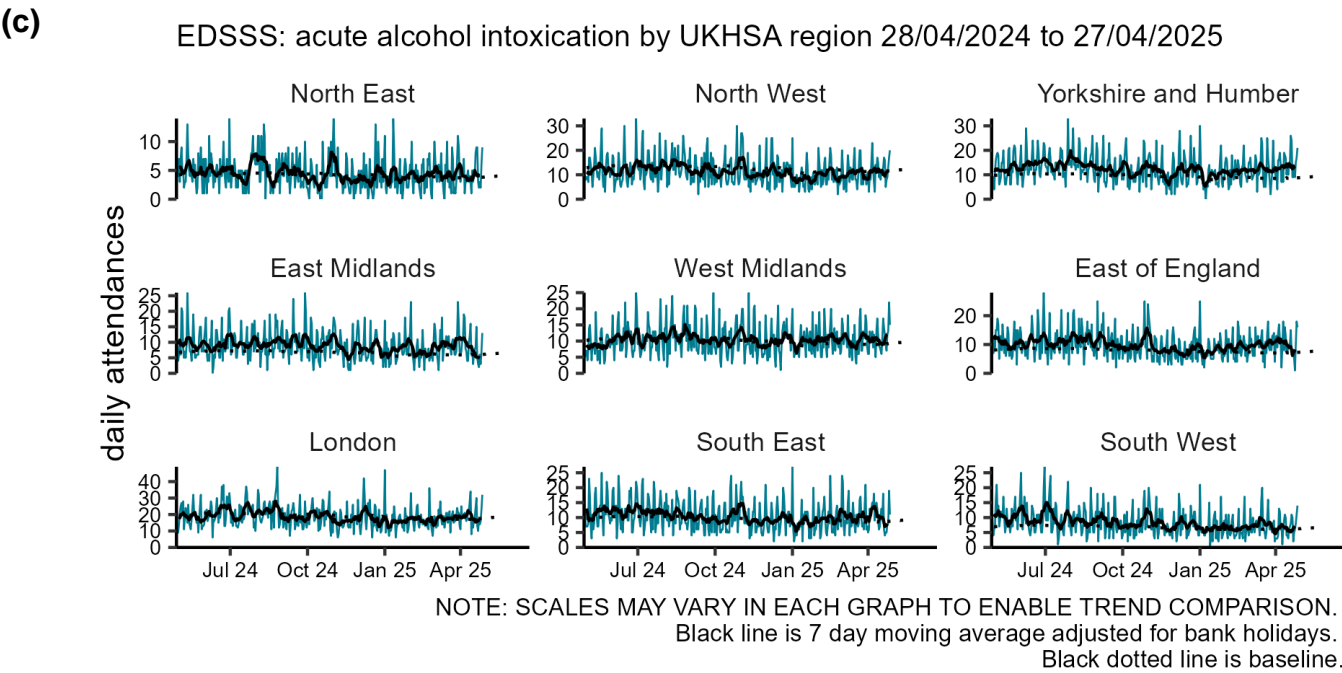 (c)
EDSSS: acute alcohol intoxication by UKHSA region 28/04/2024 to 27/04/2025
daily attendances
North East
10
5
0
North West
30
20
10
0
Yorkshire and Humber
30
20
10
0
East Midlands
25
20
15
10
5
0
West Midlands
25
20
15
10
5
0
East of England
20
10
0
London
40
30
20
10
0
Jul 24 Oct 24 Jan 25 Apr 25
South East
25
20
15
10
5
0
Jul 24 Oct 24 Jan 25 Apr 25
South West
25
20
15
10
5
0
Jul 24 Oct 24 Jan 25 Apr 25
NOTE: SCALES MAY VARY IN EACH GRAPH TO ENABLE TREND COMPARISON.
Black line is 7 day moving average adjusted for bank holidays.
Black dotted line is baseline.